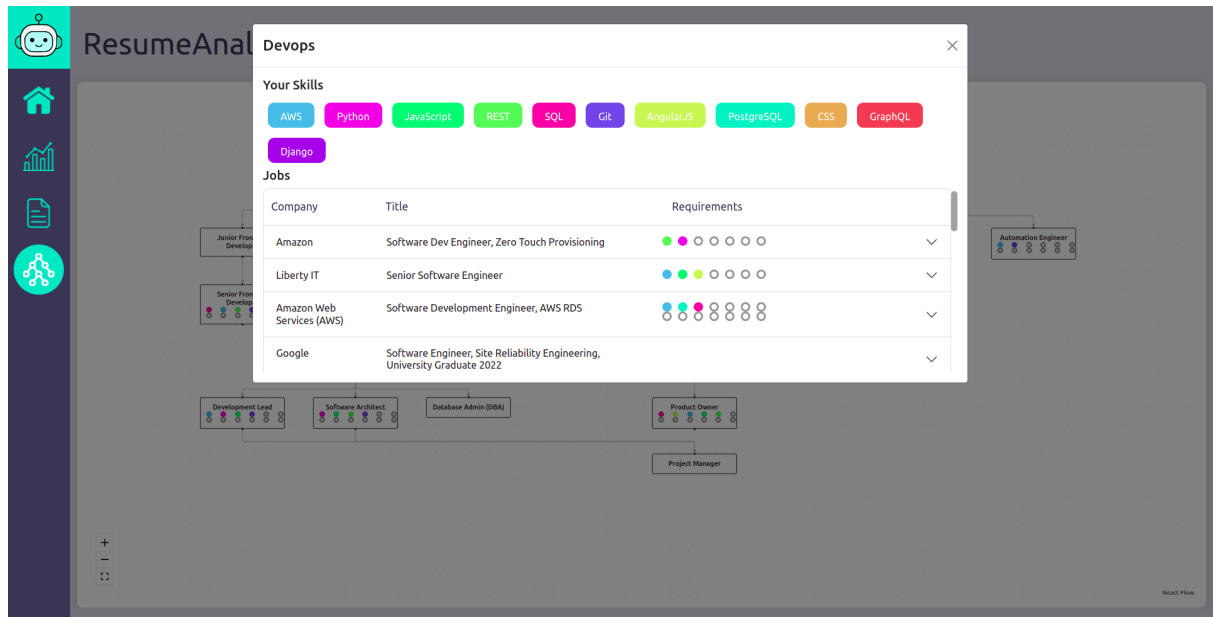 ResumeAnal
Devops
Your Skills
AWS Python JavaScript REST SQL Git AngularJS PostgreSQL CSS GraphQL
Django
Jobs
Company Title Requirements
Amazon Software Dev Engineer, Zero Touch Provisioning
Liberty IT Senior Software Engineer
Amazon Web Software Development Engineer, AWS RDS
Services (AWS)
Google Software Engineer, Site Reliability Engineering,
University Graduate 2022
Junior Fron
Develop
Automation Engineer
Senior Fron
Develop
Development Lead Software Architect Database Admin (DBA) Product Owner
Project Manager
React Flow